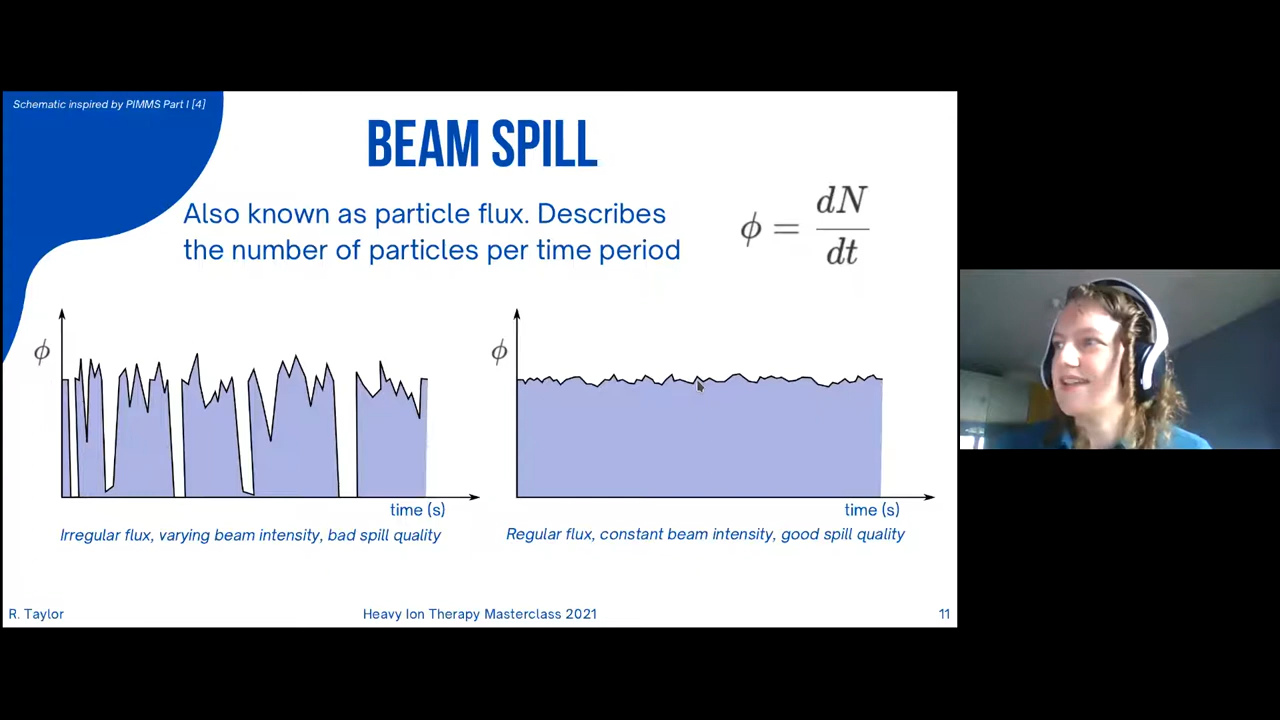 Schematic inspired by PIMMS Part I [4]
BEAM SPILL
Also known as particle flux. Describes
the number of particles per time period
ϕ = dN/dt
ϕ
time (s)
Irregular flux, varying beam intensity, bad spill quality
ϕ
time (s)
Regular flux, constant beam intensity, good spill quality
R. Taylor
Heavy Ion Therapy Masterclass 2021
11